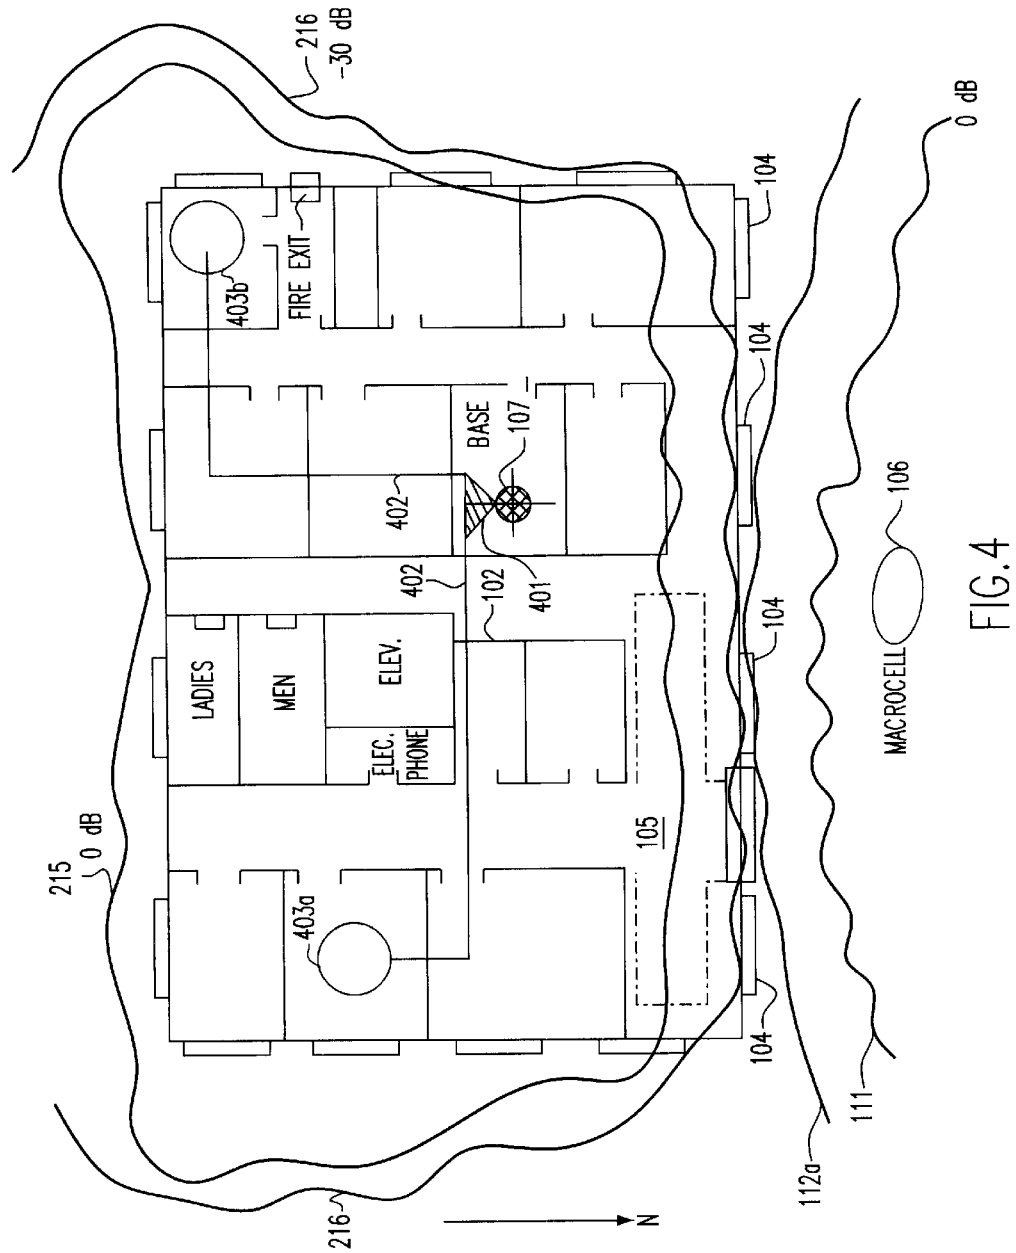 216
-30 dB
0 dB
104
FIRE EXIT
403b
104
BASE
107
402
106
402
102
401
104
MACROCELL
LADIES
MEN
ELEV.
ELEC.
PHONE
105
215
0 dB
403a
104
111
112a
216
N
FIG.4